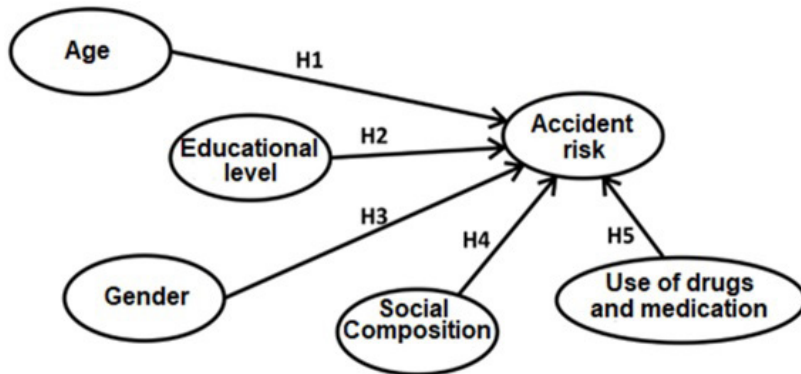 Age
H1
Accident
risk
Educational
level
H2
H3
Gender
H4
Social
Composition
H5
Use of drugs
and medication